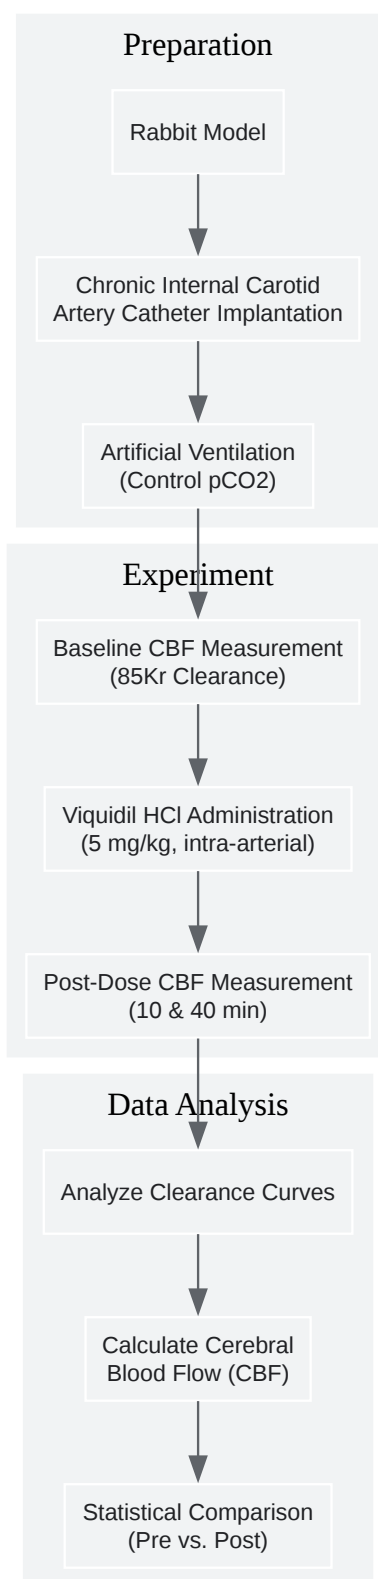 Preparation
Rabbit Model
Chronic Internal Carotid
Artery Catheter Implantation
Artificial Ventilation
(Control pCO2)
Experiment
Baseline CBF Measurement
(85Kr Clearance)
Viquidil HCl Administration
(5 mg/kg, intra-arterial)
Post-Dose CBF Measurement
(10 & 40 min)
Data Analysis
Analyze Clearance Curves
Calculate Cerebral
Blood Flow (CBF)
Statistical Comparison
(Pre vs. Post)